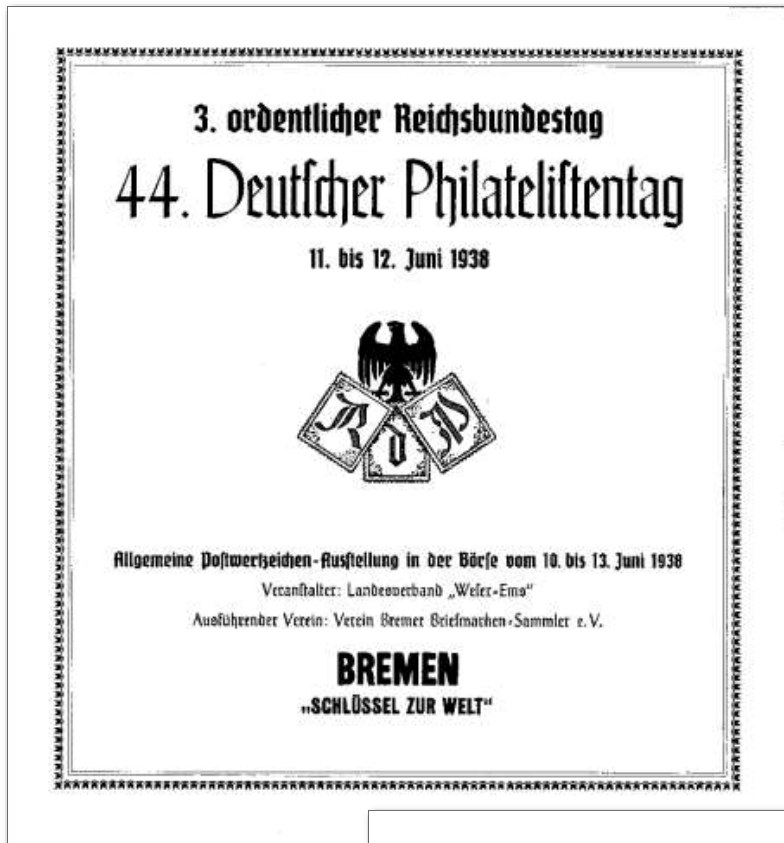 3. ordentlicher Reichsbundestag
44. Deutſcher Philateliſtentag
11. bis 12. Juni 1938
R d P
Allgemeine Poſtwertzeichen-Ausſtellung in der Börſe vom 10. bis 13. Juni 1938
Veranſtalter: Landesverband „Weſer-Ems“
Ausführender Verein: Verein Bremer Briefmarken-Sammler e. V.
BREMEN
„SCHLÜSSEL ZUR WELT“